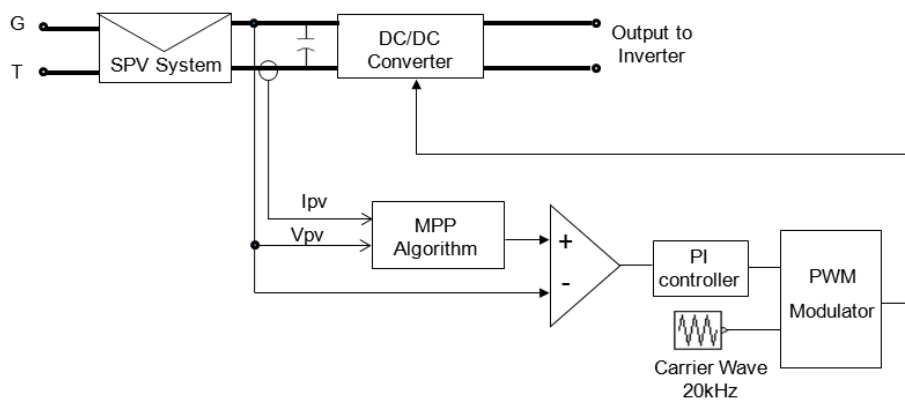 G
T
SPV System
DC/DC
Converter
Output to
Inverter
Ipv
Vpv
MPP
Algorithm
+
-
PI
controller
PWM
Modulator
Carrier Wave
20kHz